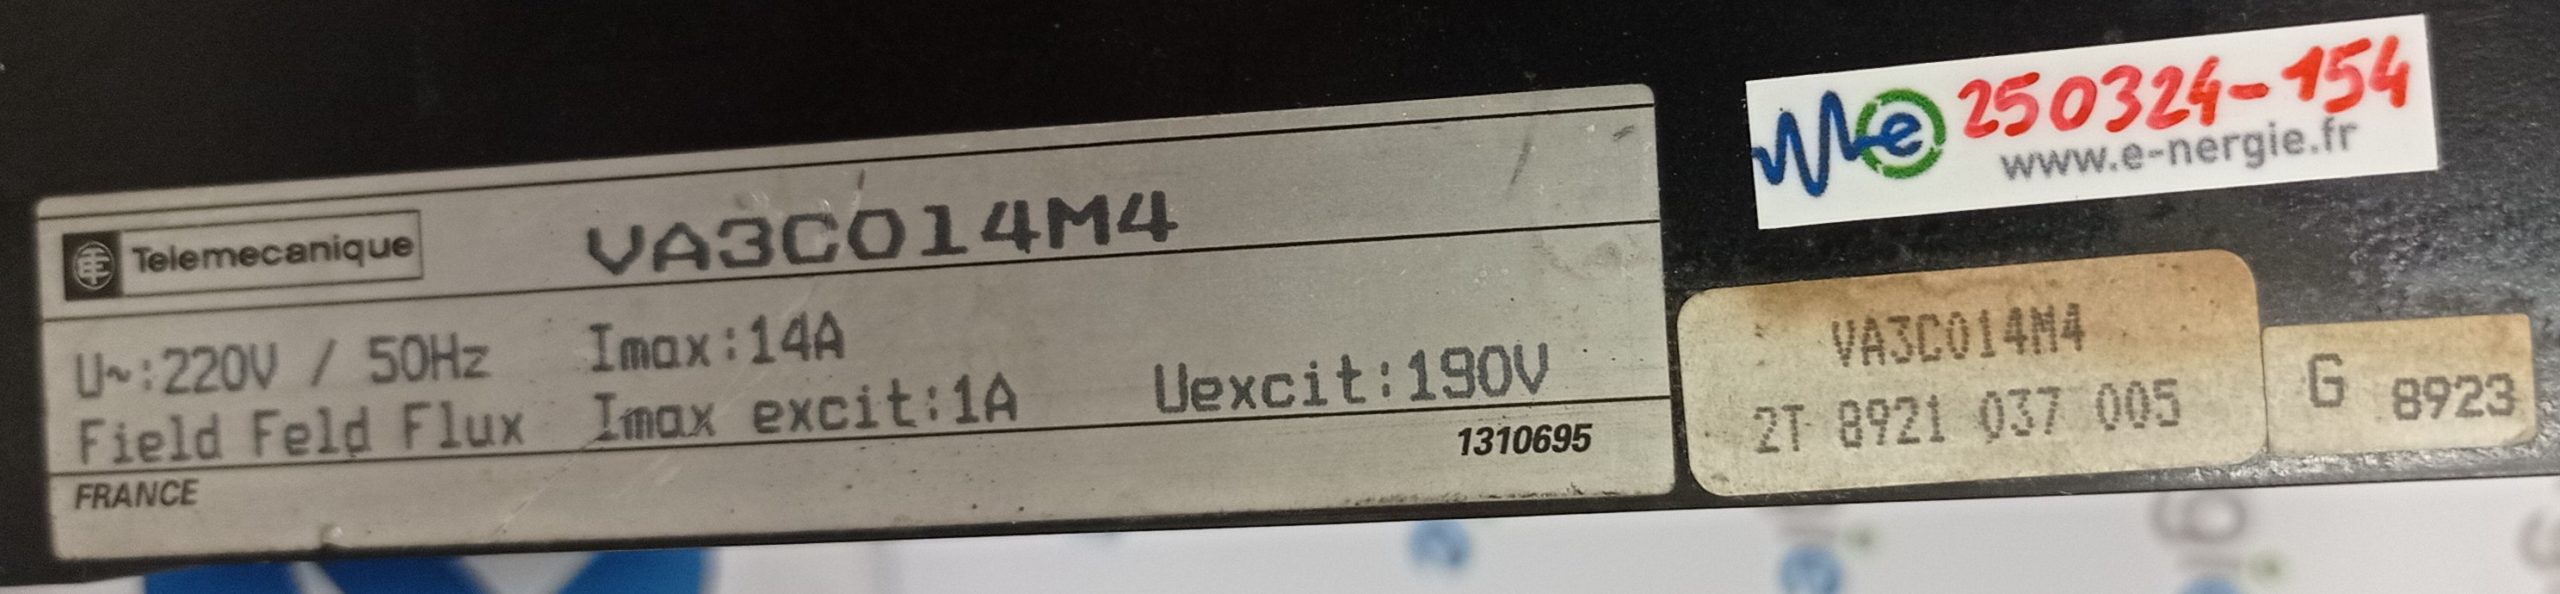 Telemecanique VA3C014M4
U~:220V / 50Hz Imax:14A
Field Feld Flux Imax excit:1A Uexcit:190V
FRANCE 1310695
250324-154
www.e-nergie.fr
VA3C014M4
2T 8921 037 005
G 8923